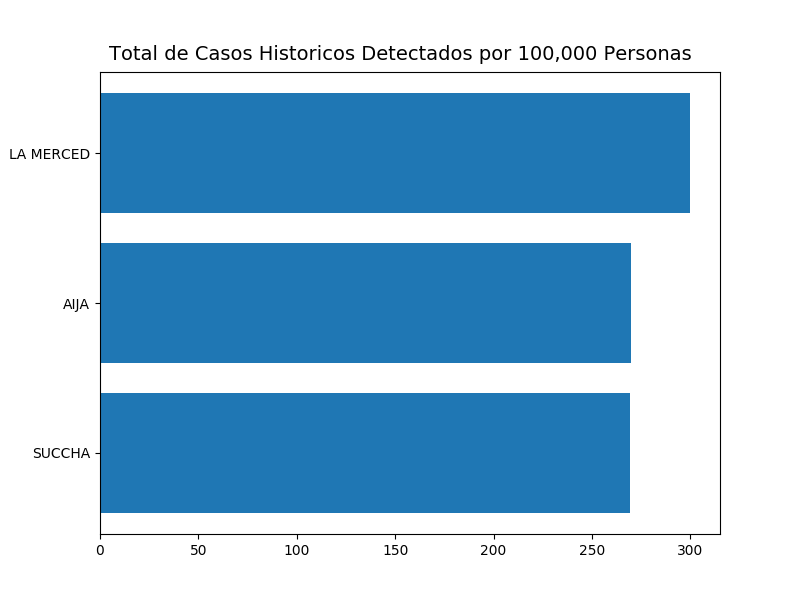 Total de Casos Historicos Detectados por 100,000 Personas
LA MERCED
AIJA
SUCCHA
0 50 100 150 200 250 300